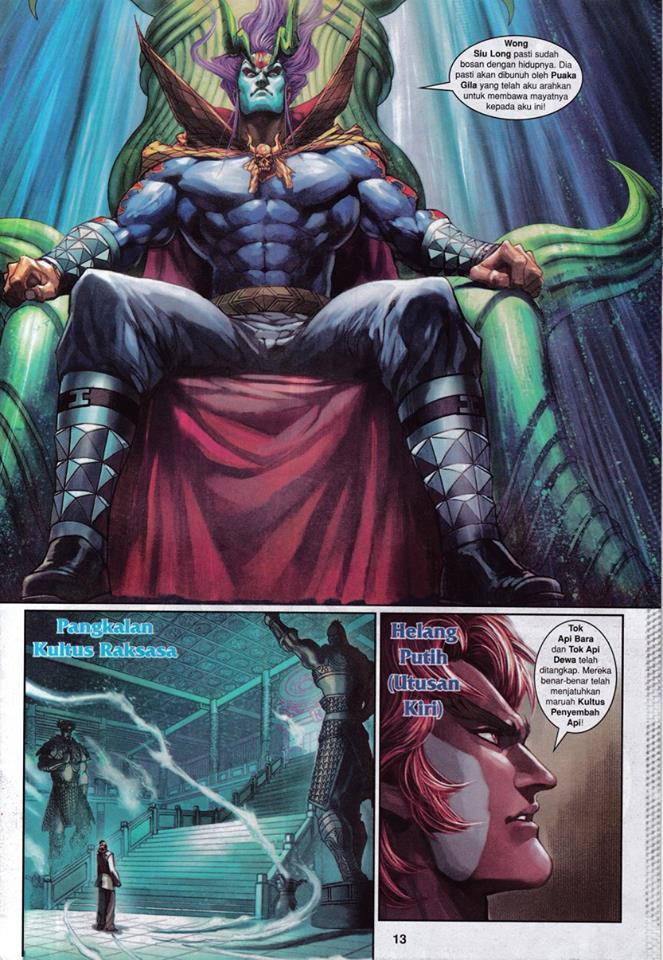 Wong
Siu Long pasti sudah
bosan dengan hidupnya. Dia
pasti akan dibunuh oleh Puaka
Gila yang telah aku arahkan
untuk membawa mayatnya
kepada aku ini!
Pangkalan
Kultus Raksasa
Helang
Putih
(Utusan
Kiri)
Tok
Api Bara
dan Tok Api
Dewa telah
ditangkap. Mereka
benar-benar telah
menjatuhkan
maruah Kultus
Penyembah
Api!
13